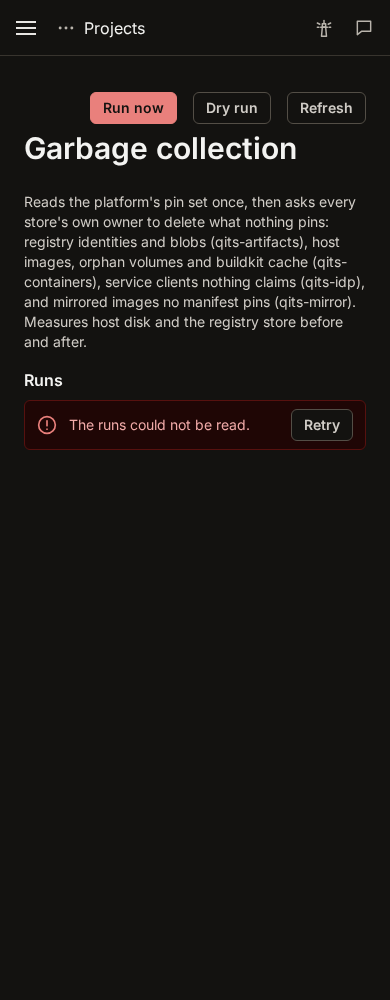 Projects
Run now
Dry run
Refresh
Garbage collection
Reads the platform's pin set once, then asks every
store's own owner to delete what nothing pins:
registry identities and blobs (qits-artifacts), host
images, orphan volumes and buildkit cache (qits-
containers), service clients nothing claims (qits-idp),
and mirrored images no manifest pins (qits-mirror).
Measures host disk and the registry store before
and after.
Runs
The runs could not be read.
Retry